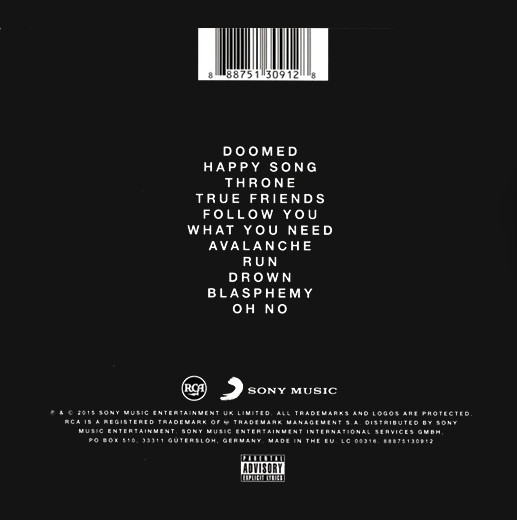 8 88751 30912 8
DOOMED
HAPPY SONG
THRONE
TRUE FRIENDS
FOLLOW YOU
WHAT YOU NEED
AVALANCHE
RUN
DROWN
BLASPHEMY
OH NO
RCA SONY MUSIC
℗ & © 2015 SONY MUSIC ENTERTAINMENT UK LIMITED. ALL TRADEMARKS AND LOGOS ARE PROTECTED.
RCA IS A REGISTERED TRADEMARK OF TRADEMARK MANAGEMENT S.A. DISTRIBUTED BY SONY
MUSIC ENTERTAINMENT. SONY MUSIC ENTERTAINMENT INTERNATIONAL SERVICES GMBH,
PO BOX 510, 33311 GÜTERSLOH, GERMANY. MADE IN THE EU. LC 00316. 88875130912
PARENTAL
ADVISORY
EXPLICIT LYRICS